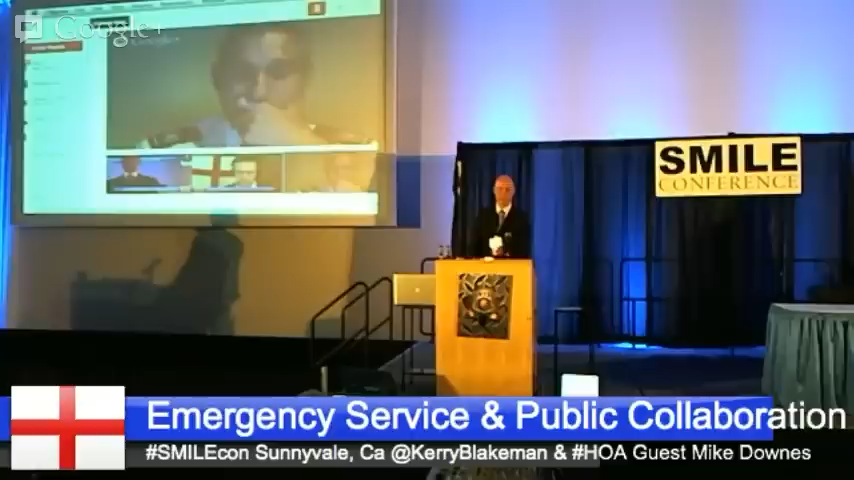 Google+
SMILE
CONFERENCE
Emergency Service & Public Collaboration
#SMILEcon Sunnyvale, Ca @KerryBlakeman & #HOA Guest Mike Downes